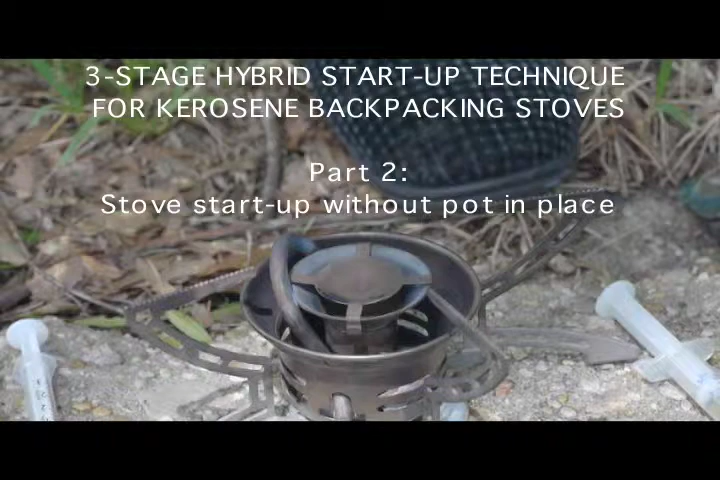 3-STAGE HYBRID START-UP TECHNIQUE
FOR KEROSENE BACKPACKING STOVES
Part 2:
Stove start-up without pot in place